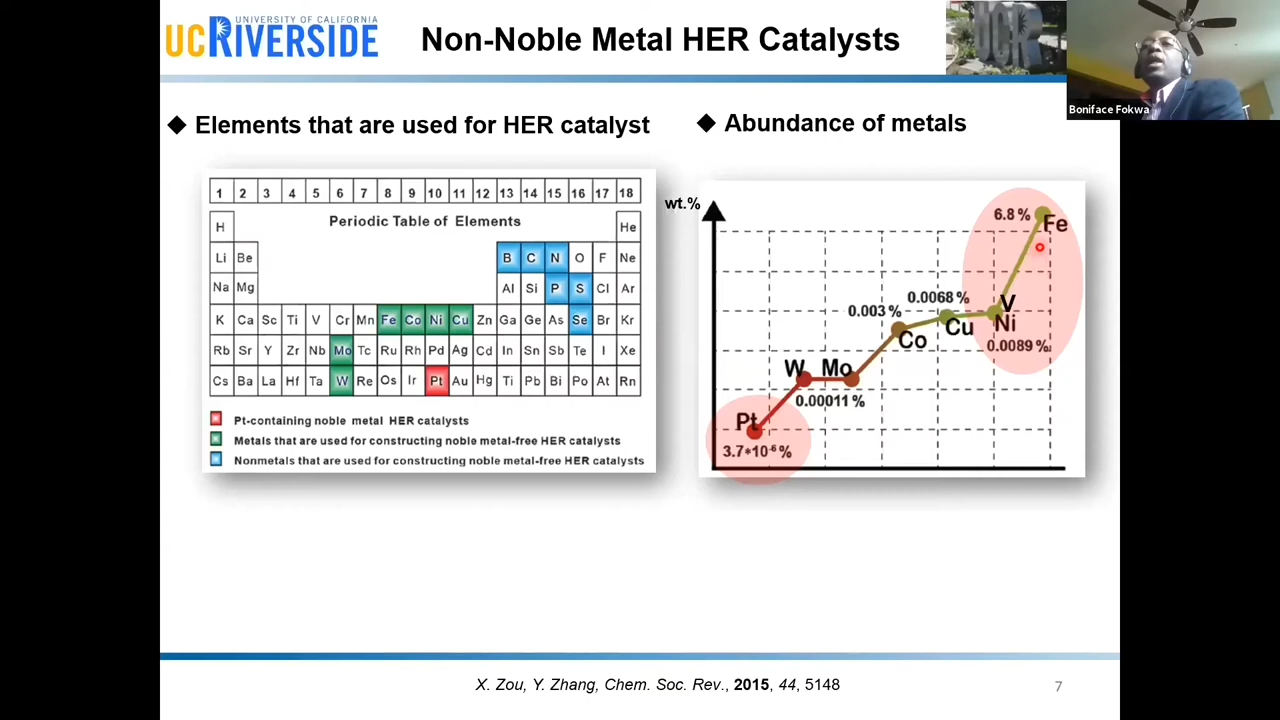 UNIVERSITY OF CALIFORNIA
UCRIVERSIDE
Non-Noble Metal HER Catalysts
UCR
Boniface Fokwa
◆ Elements that are used for HER catalyst
◆ Abundance of metals
1 2 3 4 5 6 7 8 9 10 11 12 13 14 15 16 17 18
Periodic Table of Elements
H He
Li Be B C N O F Ne
Na Mg Al Si P S Cl Ar
K Ca Sc Ti V Cr Mn Fe Co Ni Cu Zn Ga Ge As Se Br Kr
Rb Sr Y Zr Nb Mo Tc Ru Rh Pd Ag Cd In Sn Sb Te I Xe
Cs Ba La Hf Ta W Re Os Ir Pt Au Hg Tl Pb Bi Po At Rn
Pt-containing noble metal HER catalysts
Metals that are used for constructing noble metal-free HER catalysts
Nonmetals that are used for constructing noble metal-free HER catalysts
wt.%
6.8 %
Fe
0.0068 %
V
0.003 %
Cu
Ni
Co
0.0089 %
W Mo
0.00011 %
Pt
3.7*10⁻⁶ %
X. Zou, Y. Zhang, Chem. Soc. Rev., 2015, 44, 5148
7